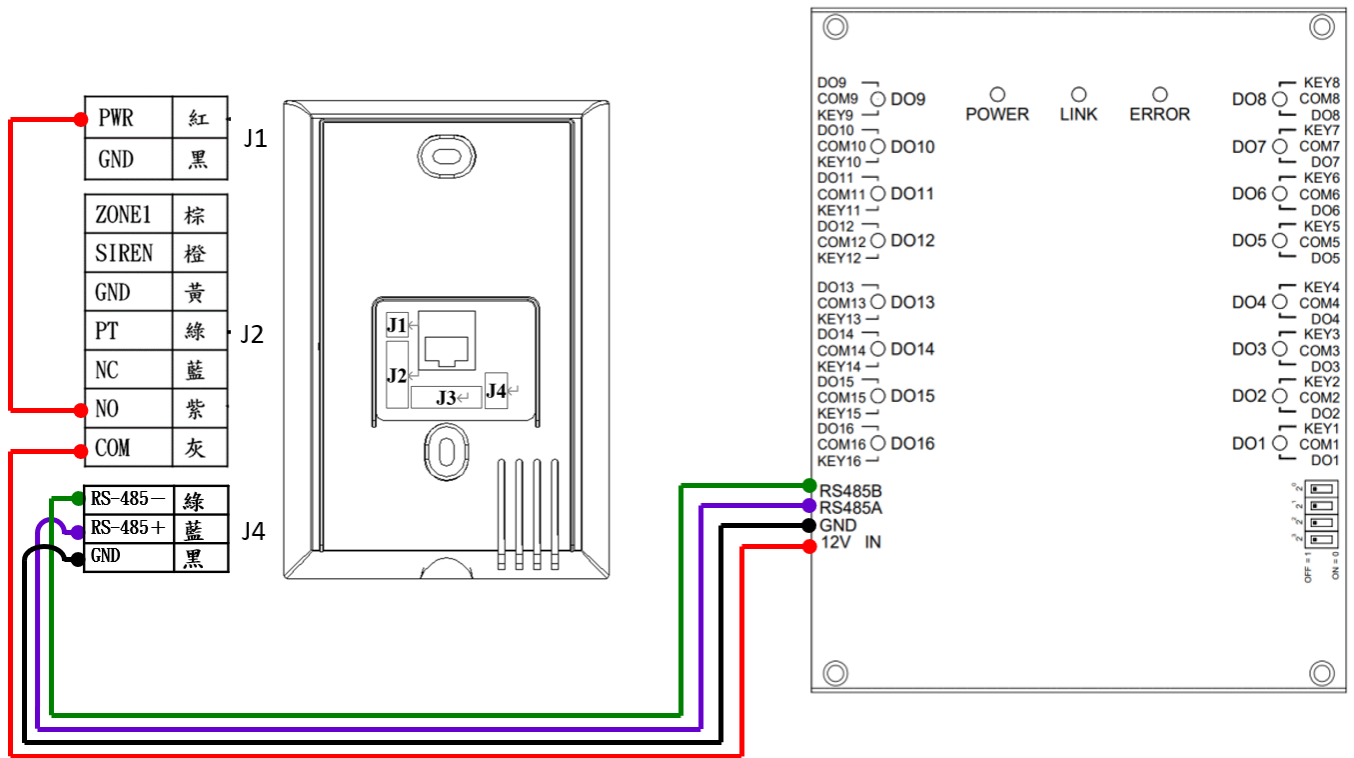 PWR 紅
GND 黑
J1
ZONE1 棕
SIREN 橙
GND 黃
PT 綠
NC 藍
NO 紫
COM 灰
J2
RS-485－ 綠
RS-485＋ 藍
GND 黑
J4
J1
J2
J3
J4
DO9
COM9 DO9
KEY9
DO10
COM10 DO10
KEY10
DO11
COM11 DO11
KEY11
DO12
COM12 DO12
KEY12
DO13
COM13 DO13
KEY13
DO14
COM14 DO14
KEY14
DO15
COM15 DO15
KEY15
DO16
COM16 DO16
KEY16
RS485B
RS485A
GND
12V IN
POWER LINK ERROR
KEY8
DO8 COM8
DO8
KEY7
DO7 COM7
DO7
KEY6
DO6 COM6
DO6
KEY5
DO5 COM5
DO5
KEY4
DO4 COM4
DO4
KEY3
DO3 COM3
DO3
KEY2
DO2 COM2
DO2
KEY1
DO1 COM1
DO1
2⁰
2¹
2²
2³
OFF = 1
ON = 0